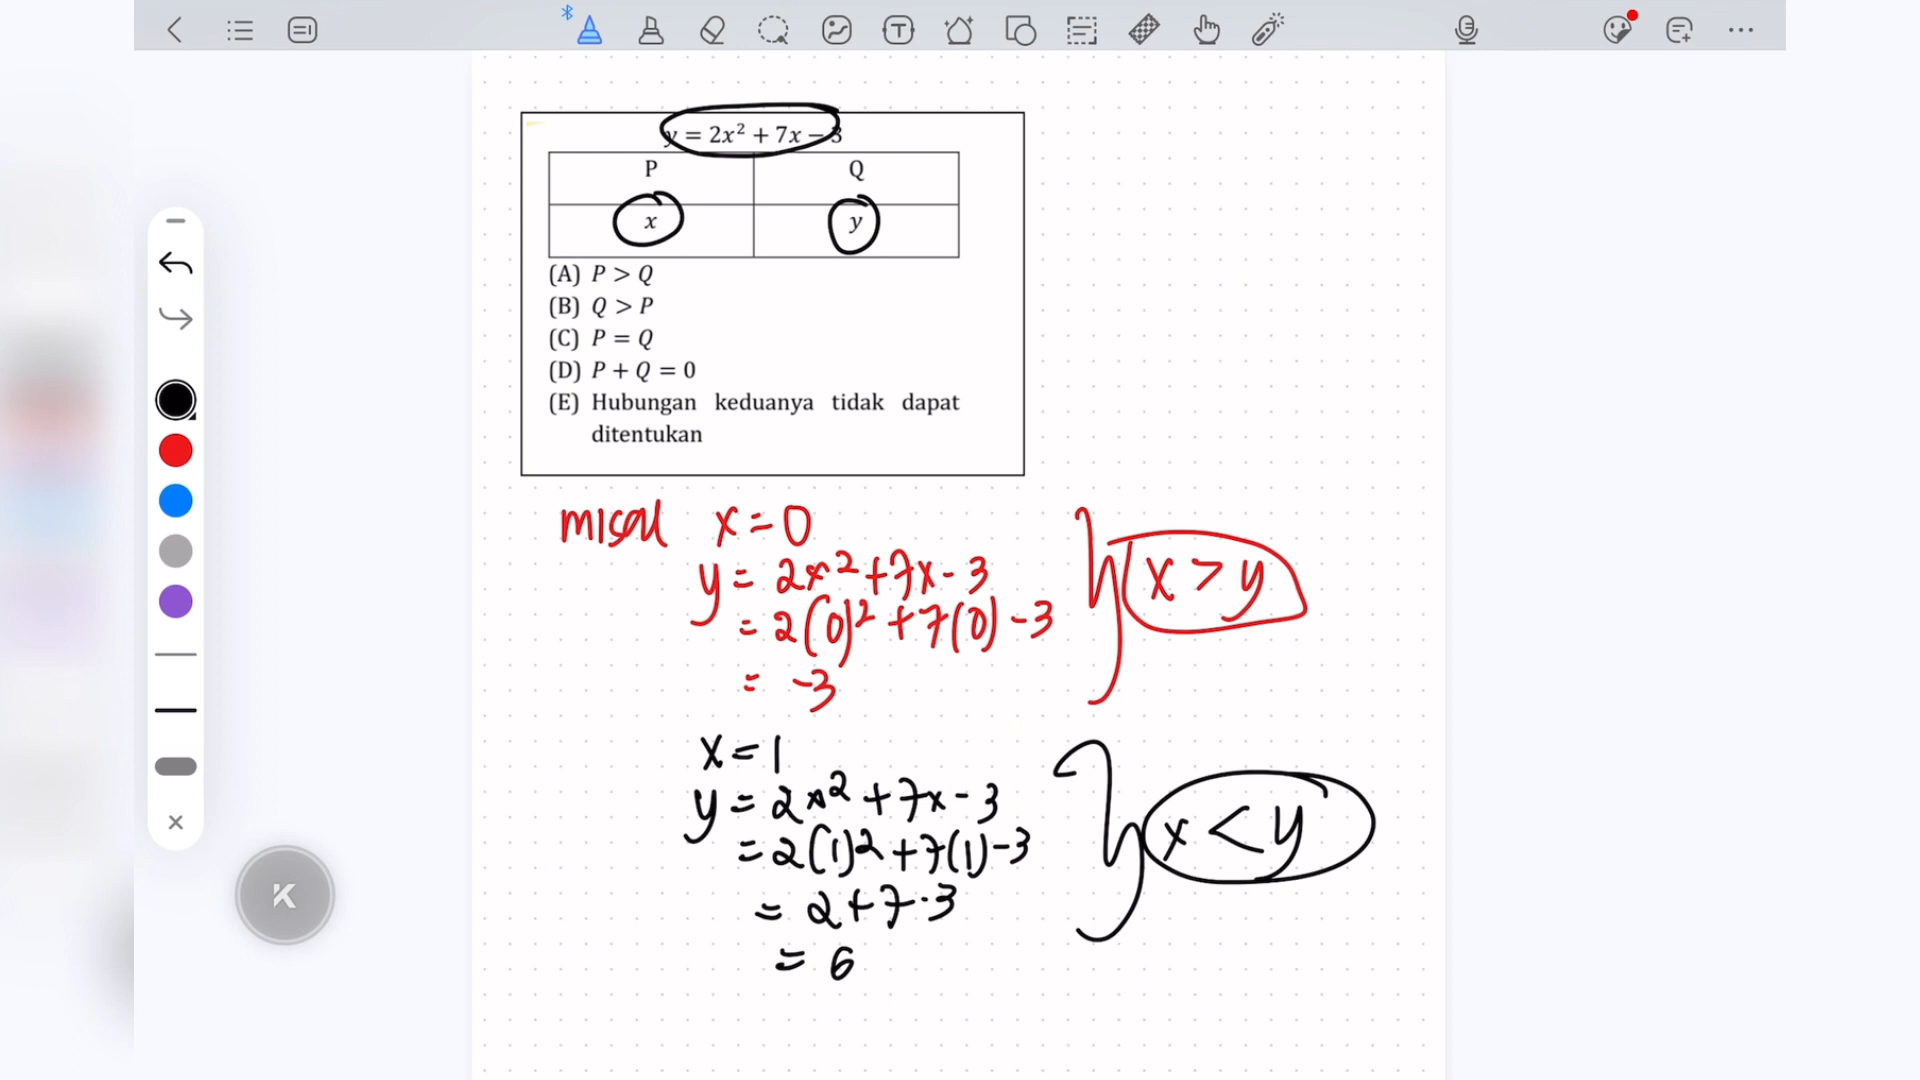 y = 2x² + 7x − 3
P Q
x y
(A) P > Q
(B) Q > P
(C) P = Q
(D) P + Q = 0
(E) Hubungan keduanya tidak dapat
ditentukan
misal x = 0
y = 2x² + 7x - 3
= 2(0)² + 7(0) - 3
= -3
x > y
x = 1
y = 2x² + 7x - 3
= 2(1)² + 7(1) - 3
= 2 + 7 - 3
= 6
x < y
K